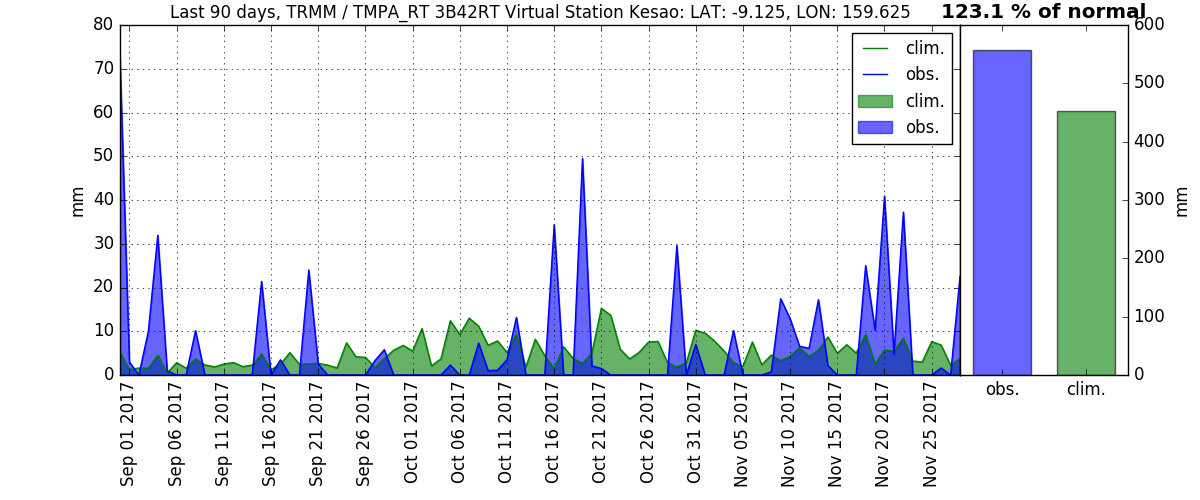 Last 90 days, TRMM / TMPA_RT 3B42RT Virtual Station Kesao: LAT: -9.125, LON: 159.625
123.1 % of normal
80
70
60
50
40
30
20
10
0
mm
clim.
obs.
clim.
obs.
600
500
400
300
200
100
0
mm
Sep 01 2017
Sep 06 2017
Sep 11 2017
Sep 16 2017
Sep 21 2017
Sep 26 2017
Oct 01 2017
Oct 06 2017
Oct 11 2017
Oct 16 2017
Oct 21 2017
Oct 26 2017
Oct 31 2017
Nov 05 2017
Nov 10 2017
Nov 15 2017
Nov 20 2017
Nov 25 2017
obs.
clim.